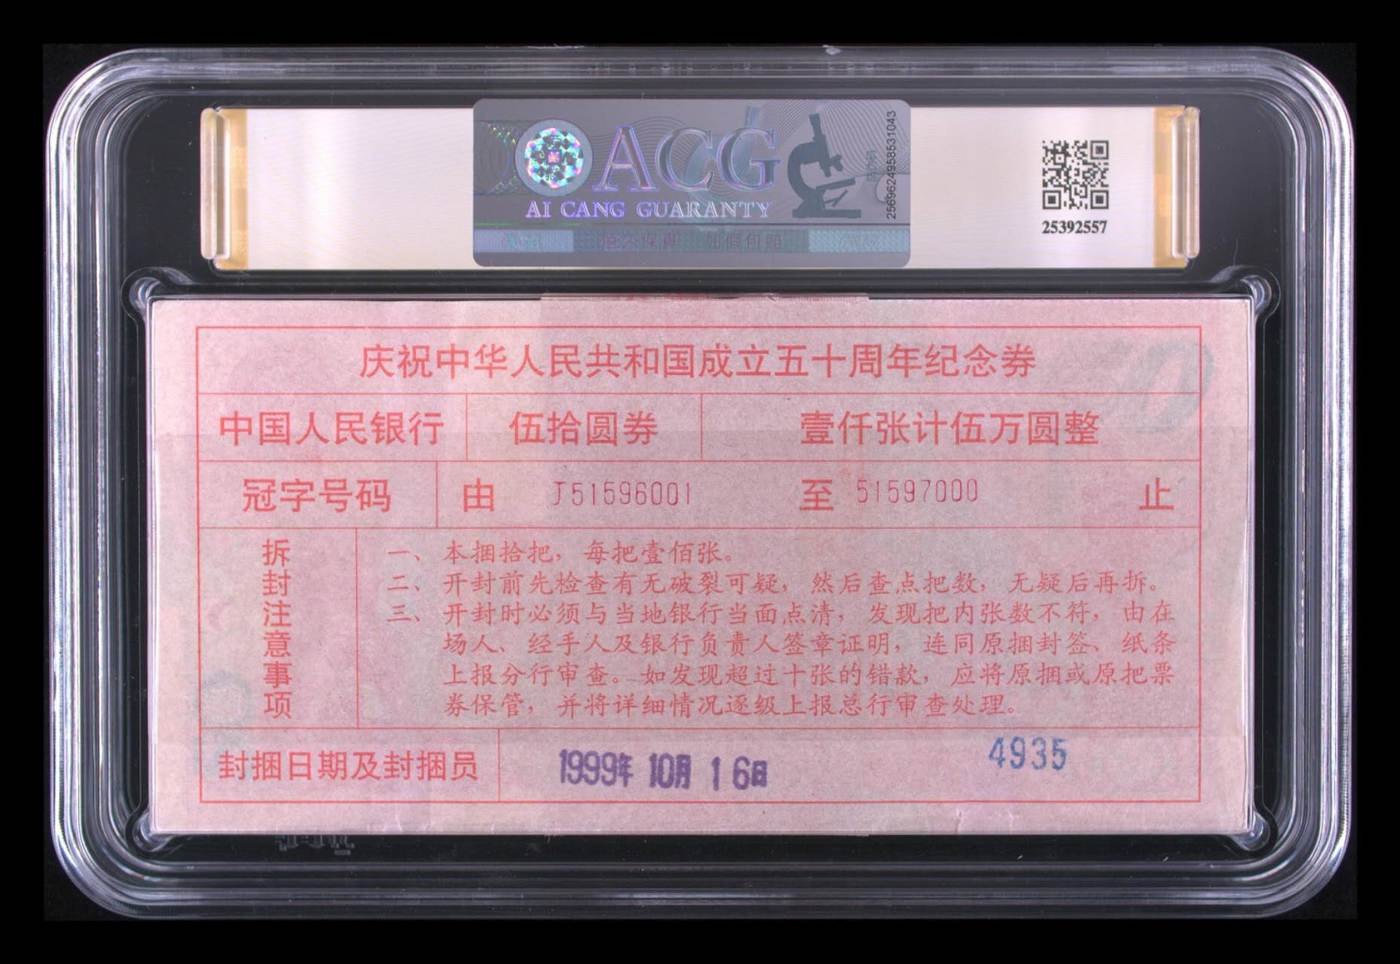 ACG
AI CANG GUARANTY
2569624958531043
25392557
庆祝中华人民共和国成立五十周年纪念券
中国人民银行 伍拾圆券 壹仟张计伍万圆整
冠字号码 由 J51596001 至 51597000 止
拆封注意事项
一、本捆拾把，每把壹佰张。
二、开封前先检查有无破裂可疑，然后查点把数，无疑后再拆。
三、开封时必须与当地银行当面点清，发现把内张数不符，由在
场人、经手人及银行负责人签章证明，连同原捆封签、纸条
上报分行审查。如发现超过十张的错款，应将原捆或原把票
券保管，并将详细情况逐级上报总行审查处理。
封捆日期及封捆员 1999年 10月 16日 4935